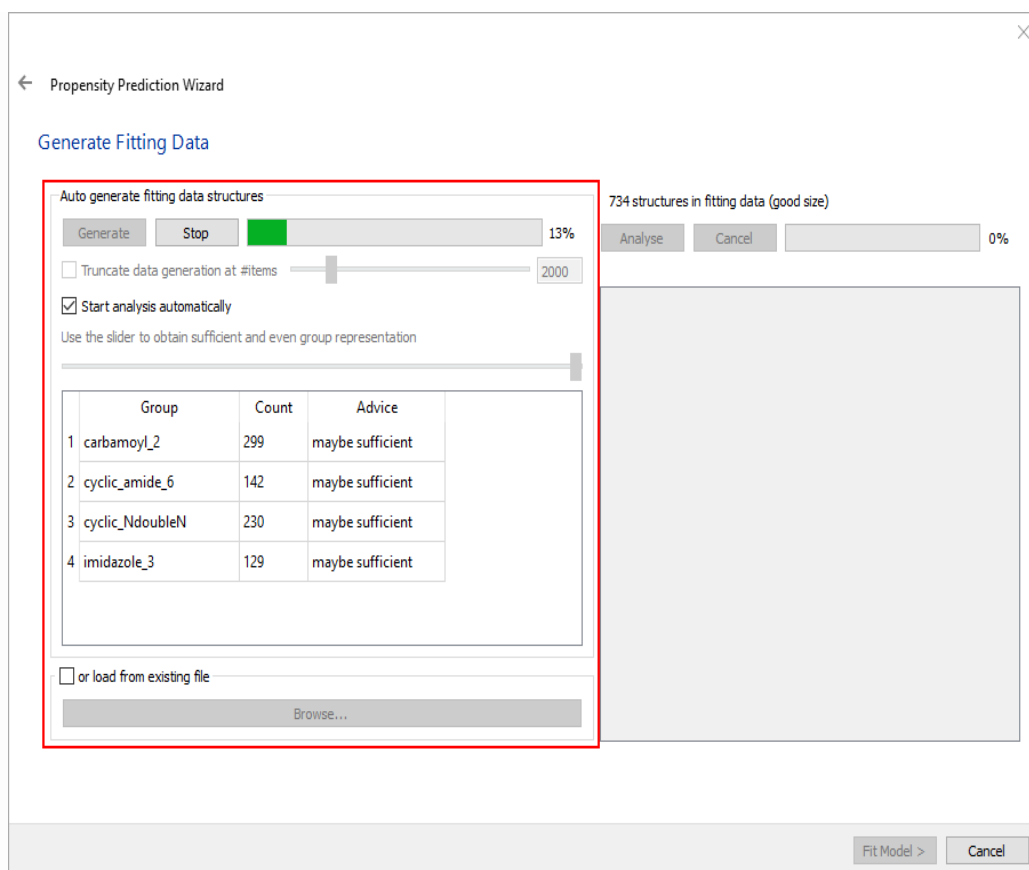 Propensity Prediction Wizard
Generate Fitting Data
Auto generate fitting data structures
Generate Stop 13%
Truncate data generation at #items 2000
Start analysis automatically
Use the slider to obtain sufficient and even group representation
Group Count Advice
1 carbamoyl_2 299 maybe sufficient
2 cyclic_amide_6 142 maybe sufficient
3 cyclic_NdoubleN 230 maybe sufficient
4 imidazole_3 129 maybe sufficient
or load from existing file
Browse...
734 structures in fitting data (good size)
Analyse Cancel 0%
Fit Model > Cancel